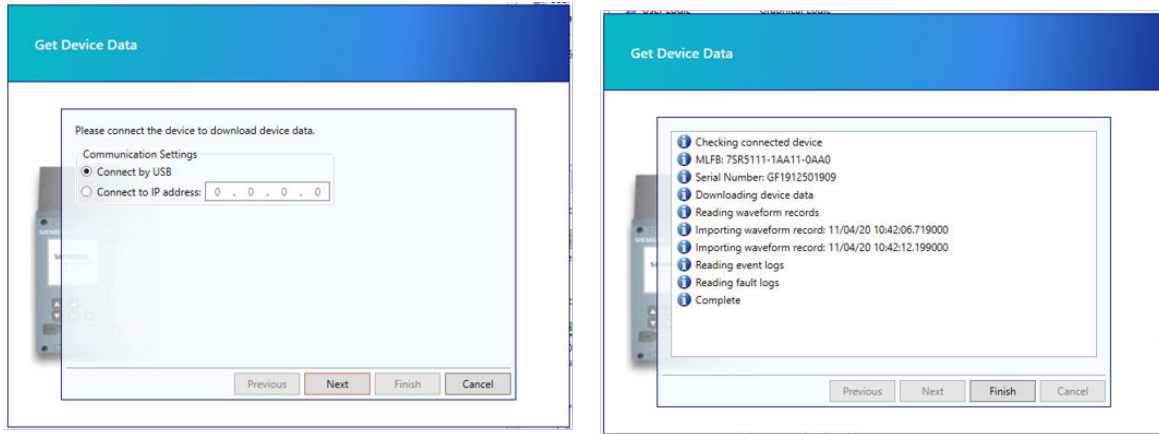 Get Device Data
Please connect the device to download device data.
Communication Settings
Connect by USB
Connect to IP address: 0 . 0 . 0 . 0
Previous Next Finish Cancel
Get Device Data
Checking connected device
MLFB: 7SR5111-1AA11-0AA0
Serial Number: GF1912501909
Downloading device data
Reading waveform records
Importing waveform record: 11/04/20 10:42:06.719000
Importing waveform record: 11/04/20 10:42:12.199000
Reading event logs
Reading fault logs
Complete
Previous Next Finish Cancel